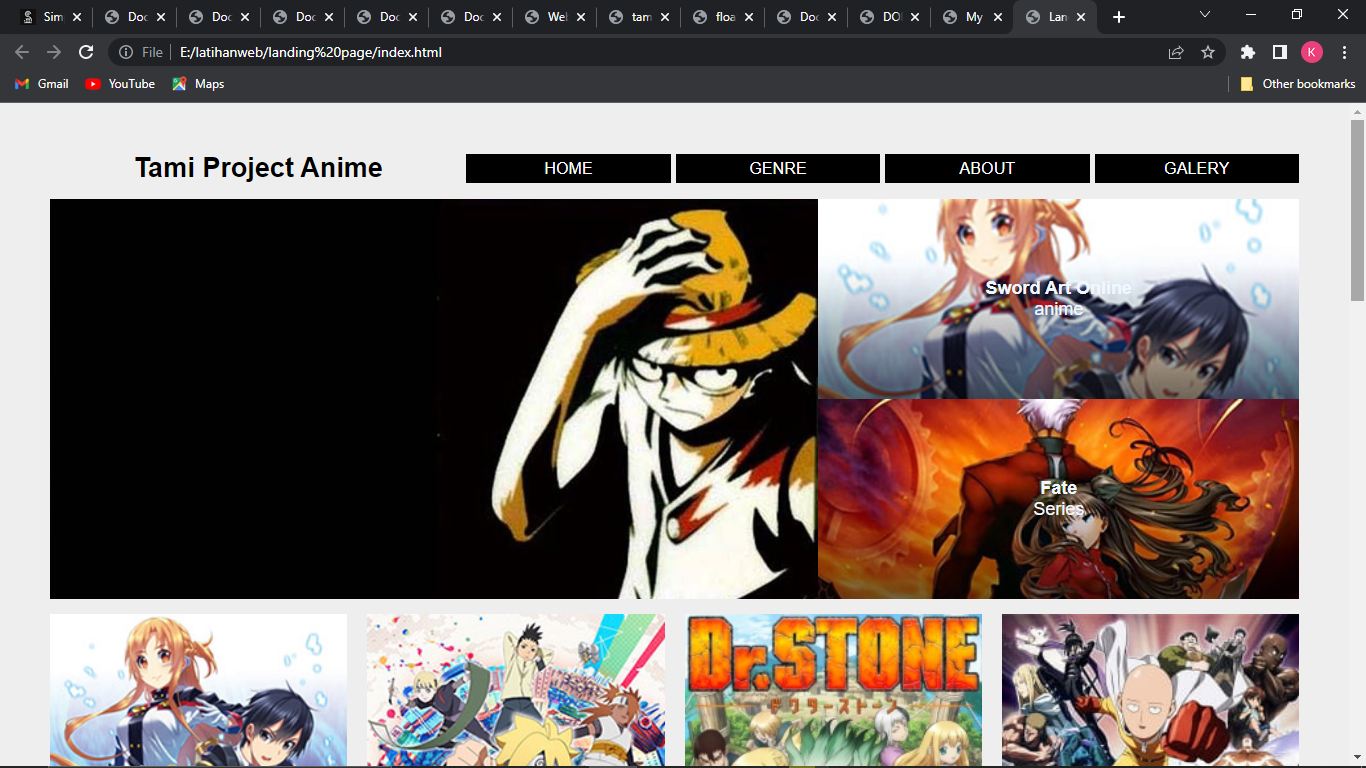 Sim
Doc
Doc
Doc
Doc
Doc
Web
tam
floa
Doc
DO
My
Lan
File
E:/latihanweb/landing%20page/index.html
K
Gmail
YouTube
Maps
Other bookmarks
Tami Project Anime
HOME
GENRE
ABOUT
GALERY
Sword Art Online
anime
Fate
Series
Dr.STONE
ドクターストーン